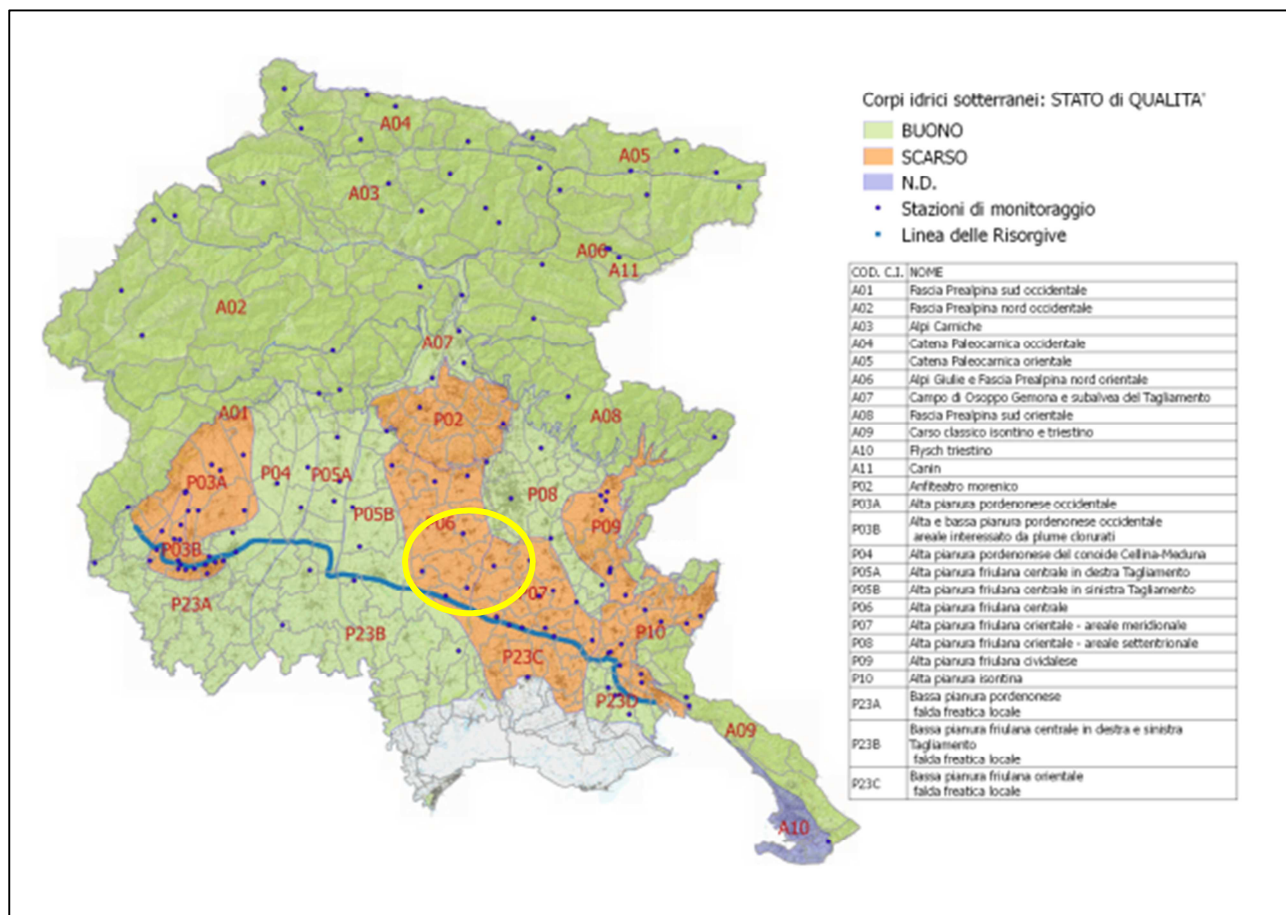 Corpi idrici sotterranei: STATO di QUALITA'
BUONO
SCARSO
N.D.
Stazioni di monitoraggio
Linea delle Risorgive
COD. C.I. NOME
A01 Fascia Prealpina sud occidentale
A02 Fascia Prealpina nord occidentale
A03 Alpi Carniche
A04 Catena Paleocarnica occidentale
A05 Catena Paleocarnica orientale
A06 Alpi Giulie e Fascia Prealpina nord orientale
A07 Campo di Osoppo Gemona e subalvea del Tagliamento
A08 Fascia Prealpina sud orientale
A09 Carso classico isontino e triestino
A10 Flysch triestino
A11 Canin
P02 Anfiteatro morenico
P03A Alta pianura pordenonese occidentale
P03B Alta e bassa pianura pordenonese occidentale
areale interessato da plume clorurati
P04 Alta pianura pordenonese del conoide Cellina-Meduna
P05A Alta pianura friulana centrale in destra Tagliamento
P05B Alta pianura friulana centrale in sinistra Tagliamento
P06 Alta pianura friulana centrale
P07 Alta pianura friulana orientale - areale meridionale
P08 Alta pianura friulana orientale - areale settentrionale
P09 Alta pianura friulana cividalese
P10 Alta pianura isontina
P23A Bassa pianura pordenonese
falda freatica locale
P23B Bassa pianura friulana centrale in destra e sinistra
Tagliamento
falda freatica locale
P23C Bassa pianura friulana orientale
falda freatica locale
A04
A05
A03
A06
A11
A02
A07
A01
P02
A08
P03A
P04
P05A
P08
P05B
P06
P09
P03B
P23A
P07
P23B
P10
P23C
P23D
A09
A10